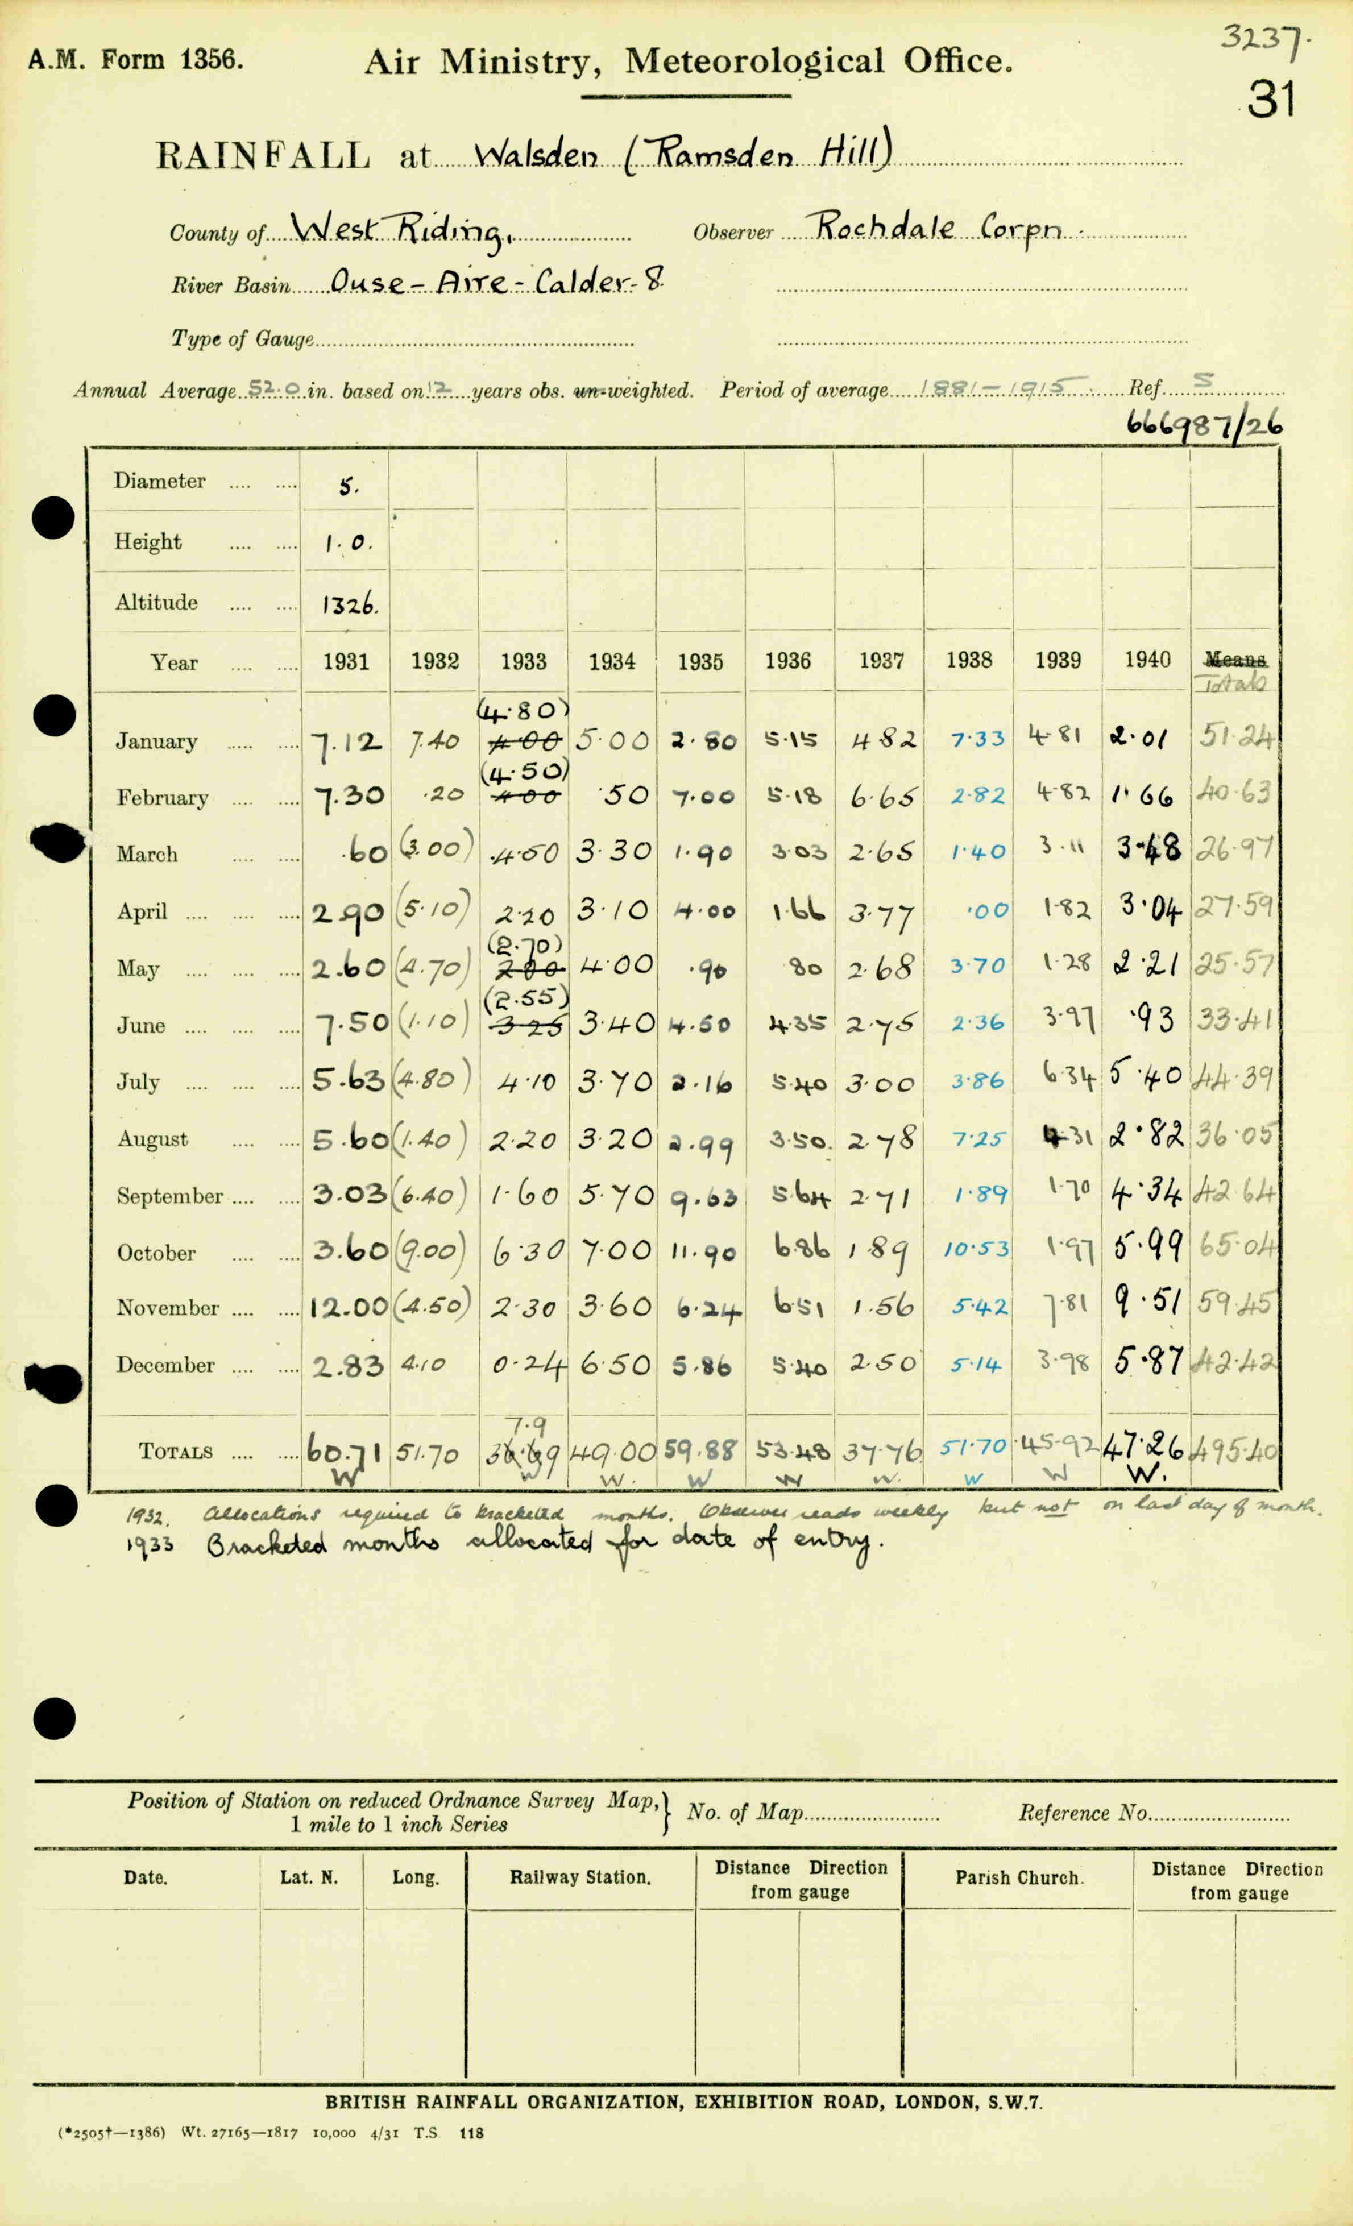 3237.
A.M. Form 1356. Air Ministry, Meteorological Office.
31
RAINFALL at Walsden (Ramsden Hill)
County of West Riding, Observer Rochdale Corpn.
River Basin Ouse - Aire - Calder - 8
Type of Gauge
Annual Average 52.0 in. based on 12 years obs. un-weighted. Period of average 1881-1915. Ref. S
666987/26
Diameter 5.
Height 1.0.
Altitude 1326.
Year 1931 1932 1933 1934 1935 1936 1937 1938 1939 1940 Means
Totals
(4.80)
January 7.12 7.40 4.00 5.00 2.80 5.15 4.82 7.33 4.81 2.01 51.24
(4.50)
February 7.30 .20 4.00 .50 7.00 5.18 6.65 2.82 4.82 1.66 40.63
March .60 (3.00) 4.50 3.30 1.90 3.03 2.65 1.40 3.11 3.48 26.97
April 2.90 (5.10) 2.20 3.10 4.00 1.66 3.77 .00 1.82 3.04 27.59
(2.70)
May 2.60 (4.70) 2.00 4.00 .90 .80 2.68 3.70 1.28 2.21 25.57
(2.55)
June 7.50 (1.10) 3.25 3.40 4.50 4.35 2.75 2.36 3.97 .93 33.41
July 5.63 (4.80) 4.10 3.70 2.16 5.40 3.00 3.86 6.34 5.40 44.39
August 5.60 (1.40) 2.20 3.20 2.99 3.50 2.78 7.25 4.31 2.82 36.05
September 3.03 (6.40) 1.60 5.70 9.63 5.64 2.71 1.89 1.70 4.34 42.64
October 3.60 (9.00) 6.30 7.00 11.90 6.86 1.89 10.53 1.97 5.99 65.04
November 12.00 (4.50) 2.30 3.60 6.24 6.51 1.56 5.42 7.81 9.51 59.45
December 2.83 4.10 0.24 6.50 5.86 5.40 2.50 5.14 3.98 5.87 42.42
7.9
TOTALS 60.71 51.70 36.69 49.00 59.88 53.48 37.76 51.70 45.92 47.26 495.40
W W W. W W W. W W W.
1932. Allocations required to bracketed months. Observer reads weekly but not on last day of month.
1933 Bracketed months allocated for date of entry.
Position of Station on reduced Ordnance Survey Map,
1 mile to 1 inch Series } No. of Map Reference No.
Date. Lat. N. Long. Railway Station. Distance Direction from gauge Parish Church. Distance Direction from gauge
BRITISH RAINFALL ORGANIZATION, EXHIBITION ROAD, LONDON, S.W.7.
(*2505†—1386) Wt. 27165—1817 10,000 4/31 T.S. 118